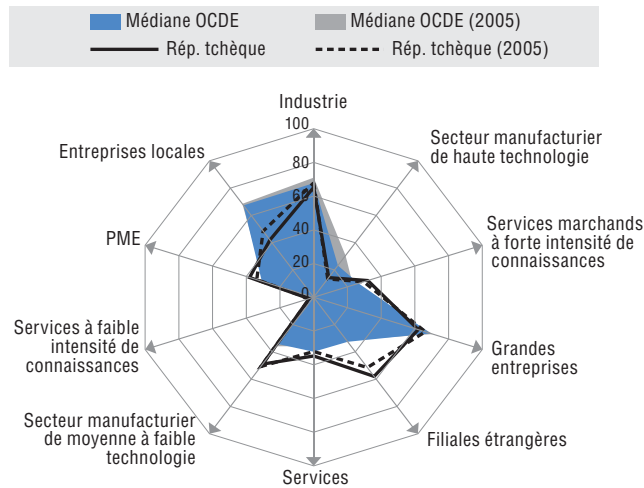 Médiane OCDE
Médiane OCDE (2005)
Rép. tchèque
Rép. tchèque (2005)
Industrie
100
80
60
40
20
0
Secteur manufacturier
de haute technologie
Services marchands
à forte intensité de
connaissances
Grandes
entreprises
Filiales étrangères
Services
Secteur manufacturier
de moyenne à faible
technologie
Services à faible
intensité de
connaissances
PME
Entreprises locales